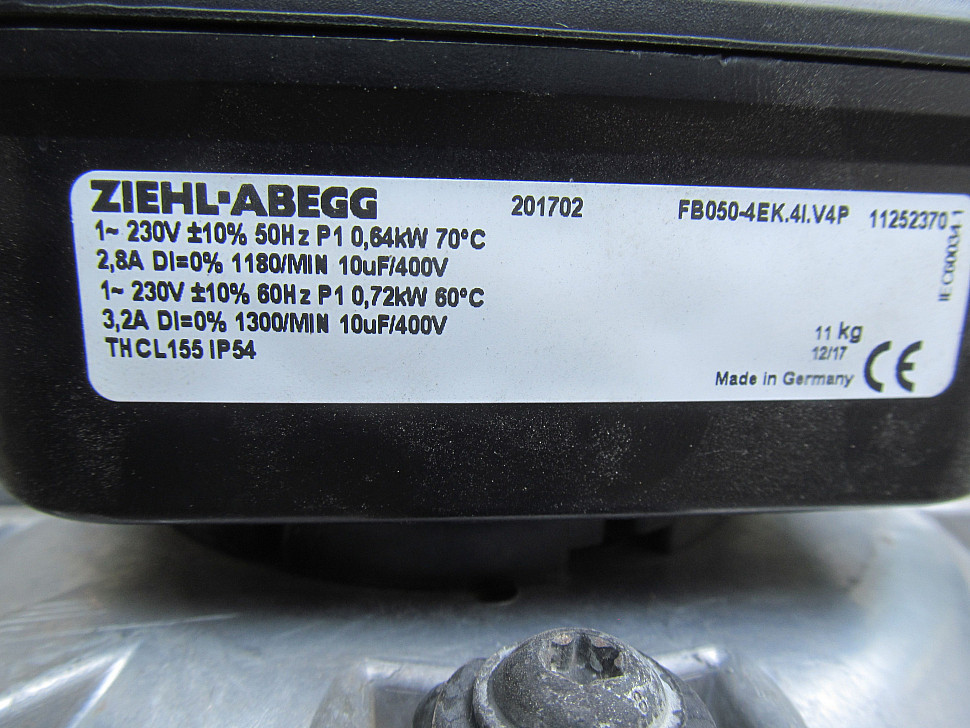 ZIEHL-ABEGG 201702 FB050-4EK.4I.V4P 11252370
1~ 230V ±10% 50Hz P1 0,64kW 70°C
2,8A DI=0% 1180/MIN 10uF/400V
1~ 230V ±10% 60Hz P1 0,72kW 60°C
3,2A DI=0% 1300/MIN 10uF/400V
THCL155 IP54
IEC60034-1
11 kg
12/17
Made in Germany CE